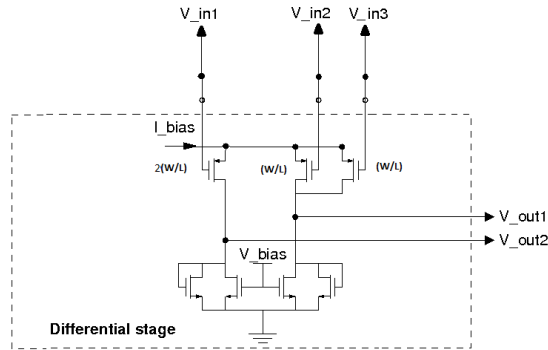 V_in1
V_in2
V_in3
I_bias
2(W/L)
(W/L)
(W/L)
V_out1
V_out2
V_bias
Differential stage